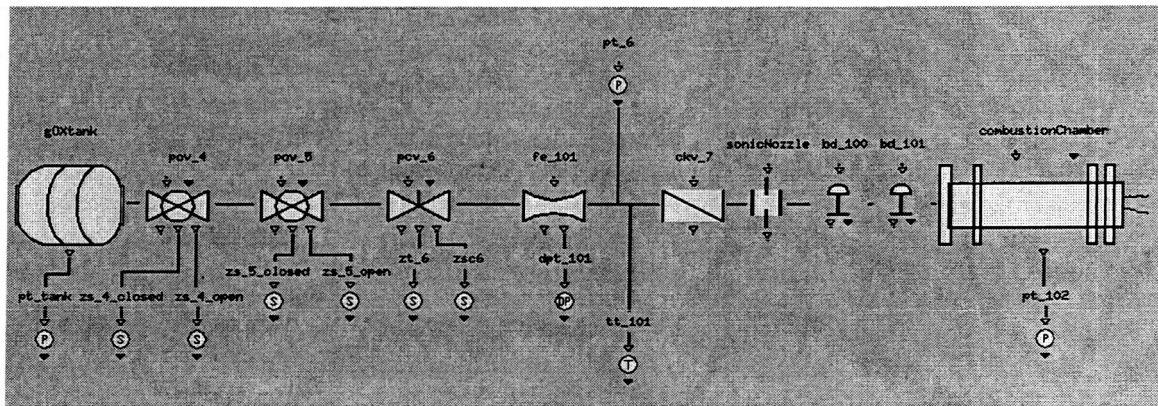 pt_6
P
gOXtank
pov_4
pov_5
pcv_6
fe_101
ckv_7
sonicNozzle
bd_100
bd_101
combustionChamber
zs_5_closed
zs_5_open
zt_6
zsc6
dpt_101
pt_tank
zs_4_closed
zs_4_open
S
S
S
S
DP
tt_101
pt_102
P
S
S
T
P